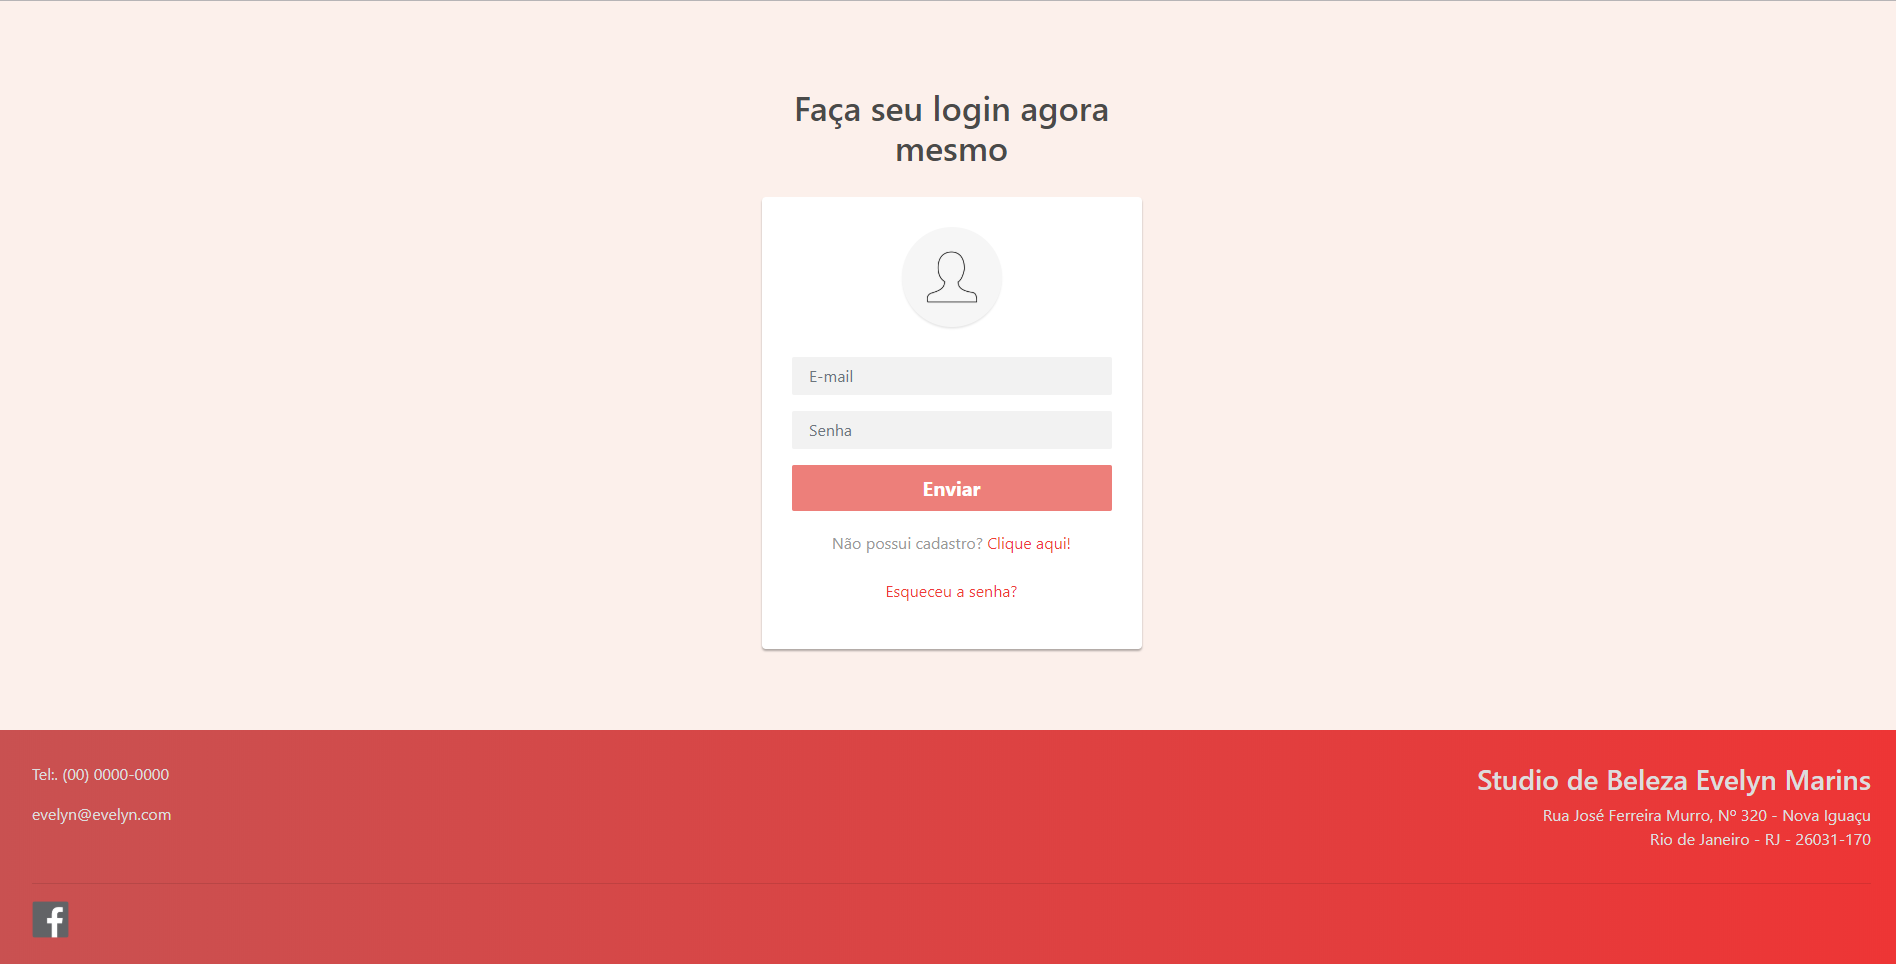 Faça seu login agora
mesmo
E-mail
Senha
Enviar
Não possui cadastro? Clique aqui!
Esqueceu a senha?
Tel:. (00) 0000-0000
evelyn@evelyn.com
Studio de Beleza Evelyn Marins
Rua José Ferreira Murro, Nº 320 - Nova Iguaçu
Rio de Janeiro - RJ - 26031-170